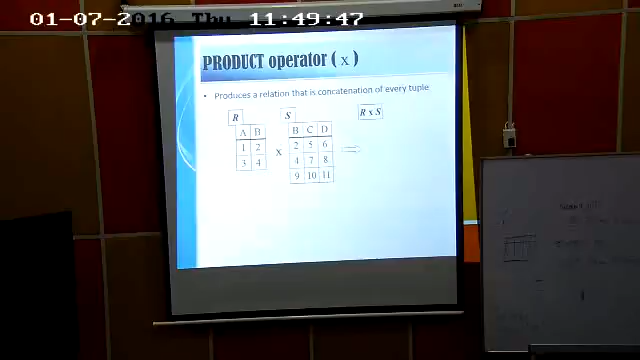 01-07-2016 Thu 11:49:47
PRODUCT operator ( x )
• Produces a relation that is concatenation of every tuple
R S R x S
A B
1 2
3 4
x
B C D
2 5 6
4 7 8
9 10 11